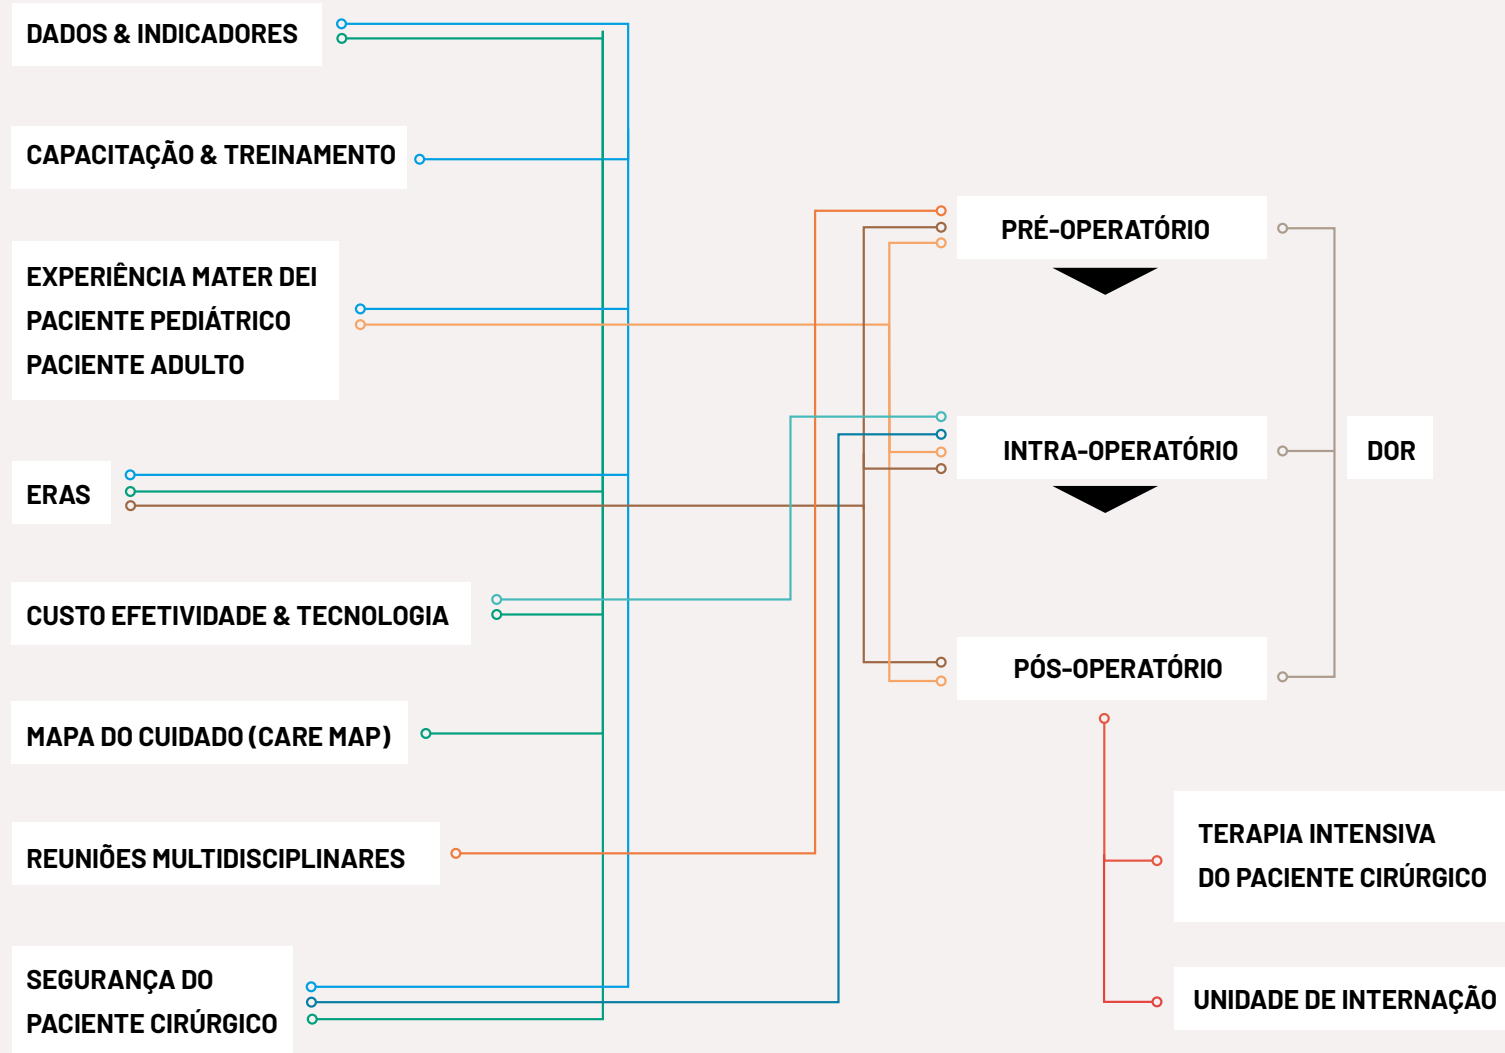 DADOS & INDICADORES
CAPACITAÇÃO & TREINAMENTO
EXPERIÊNCIA MATER DEI
PACIENTE PEDIÁTRICO
PACIENTE ADULTO
ERAS
CUSTO EFETIVIDADE & TECNOLOGIA
MAPA DO CUIDADO (CARE MAP)
REUNIÕES MULTIDISCIPLINARES
SEGURANÇA DO
PACIENTE CIRÚRGICO
PRÉ-OPERATÓRIO
INTRA-OPERATÓRIO
PÓS-OPERATÓRIO
DOR
TERAPIA INTENSIVA
DO PACIENTE CIRÚRGICO
UNIDADE DE INTERNAÇÃO